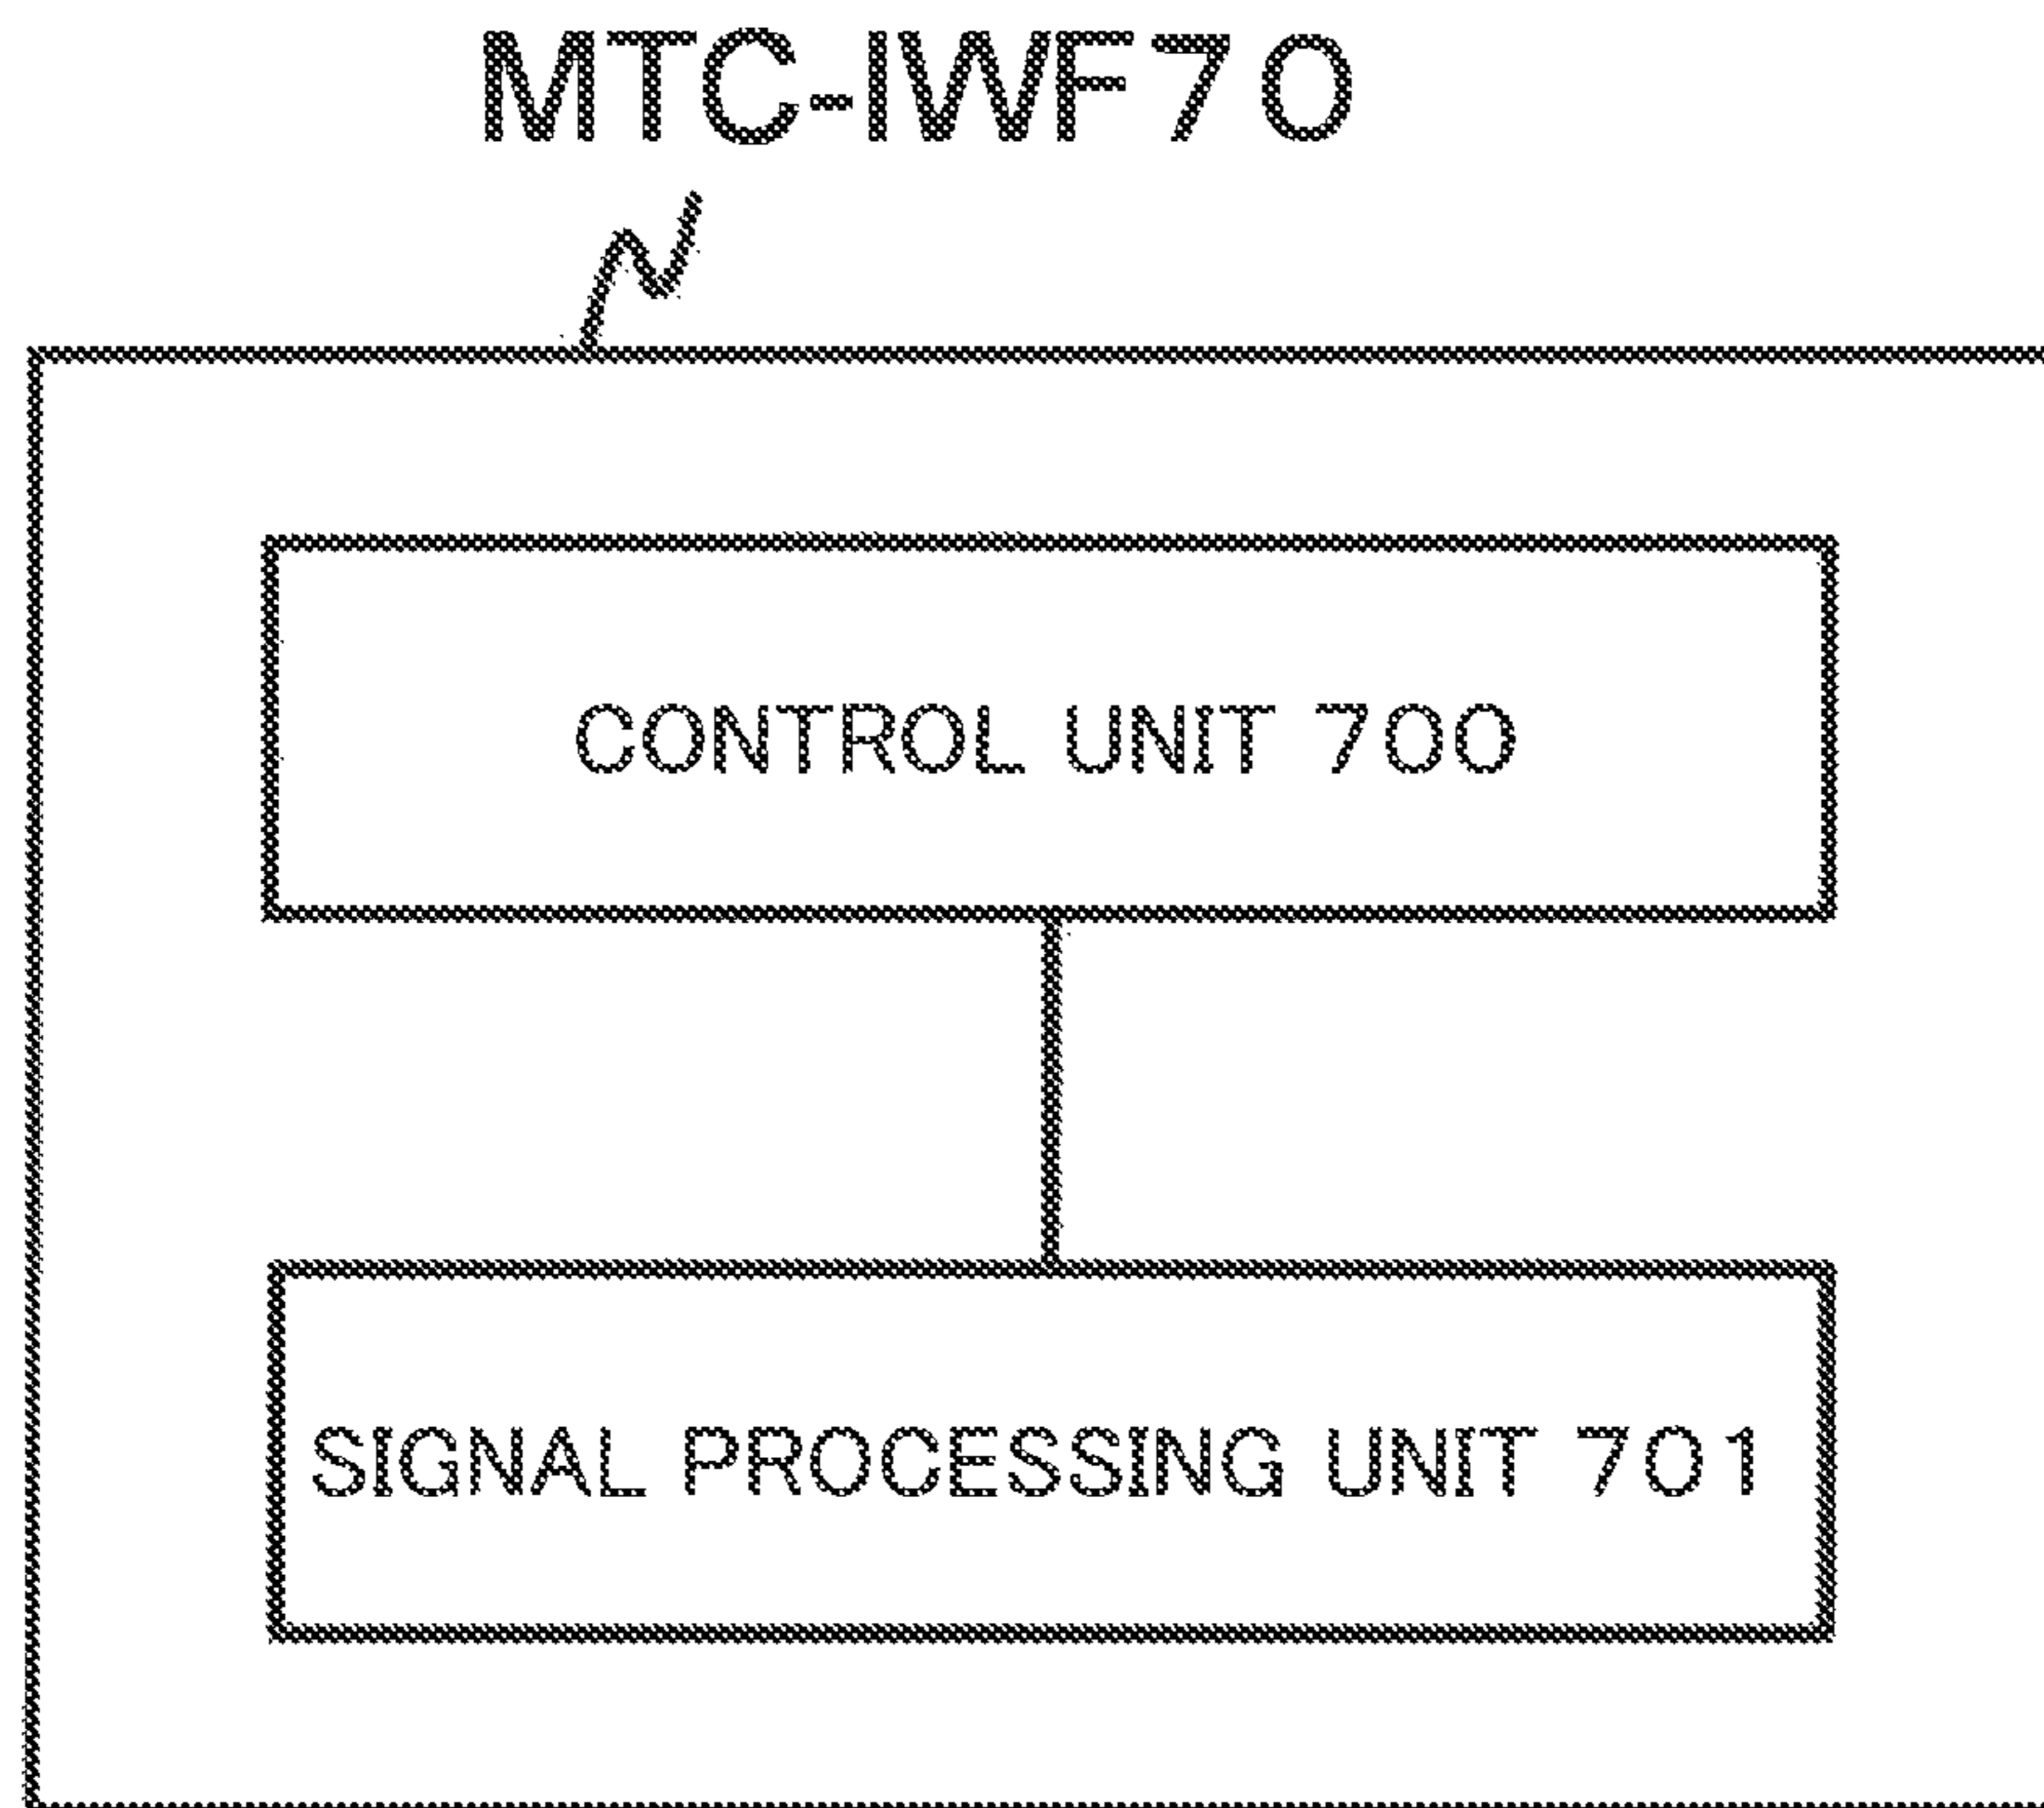 MTC-IWF70
CONTROL UNIT 700
SIGNAL PROCESSING UNIT 701